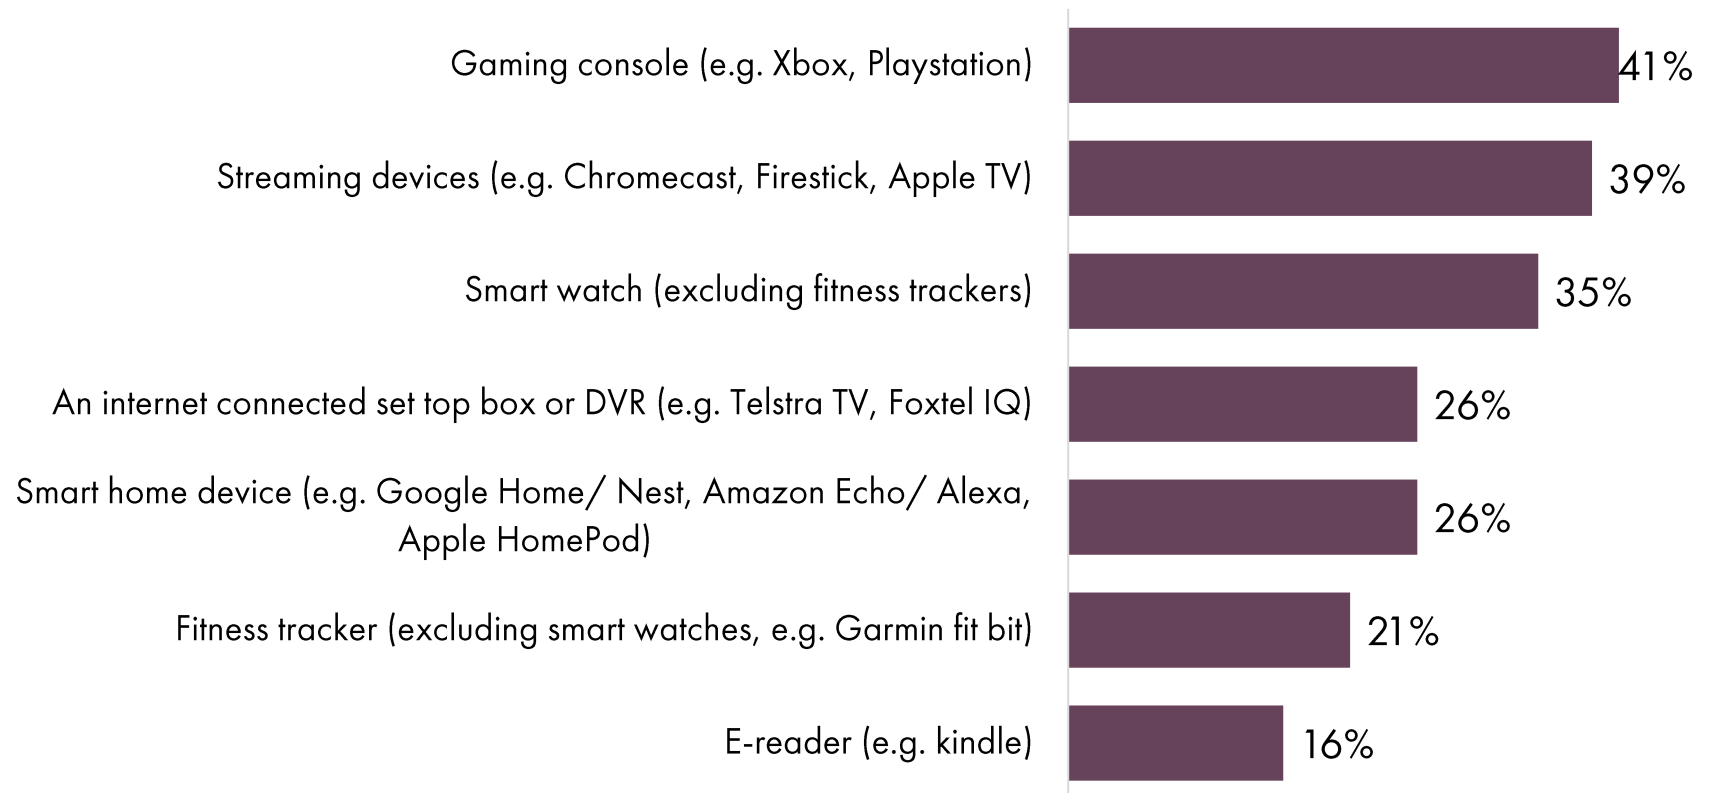 Gaming console (e.g. Xbox, Playstation) 41%
Streaming devices (e.g. Chromecast, Firestick, Apple TV) 39%
Smart watch (excluding fitness trackers) 35%
An internet connected set top box or DVR (e.g. Telstra TV, Foxtel IQ) 26%
Smart home device (e.g. Google Home/ Nest, Amazon Echo/ Alexa,
Apple HomePod) 26%
Fitness tracker (excluding smart watches, e.g. Garmin fit bit) 21%
E-reader (e.g. kindle) 16%